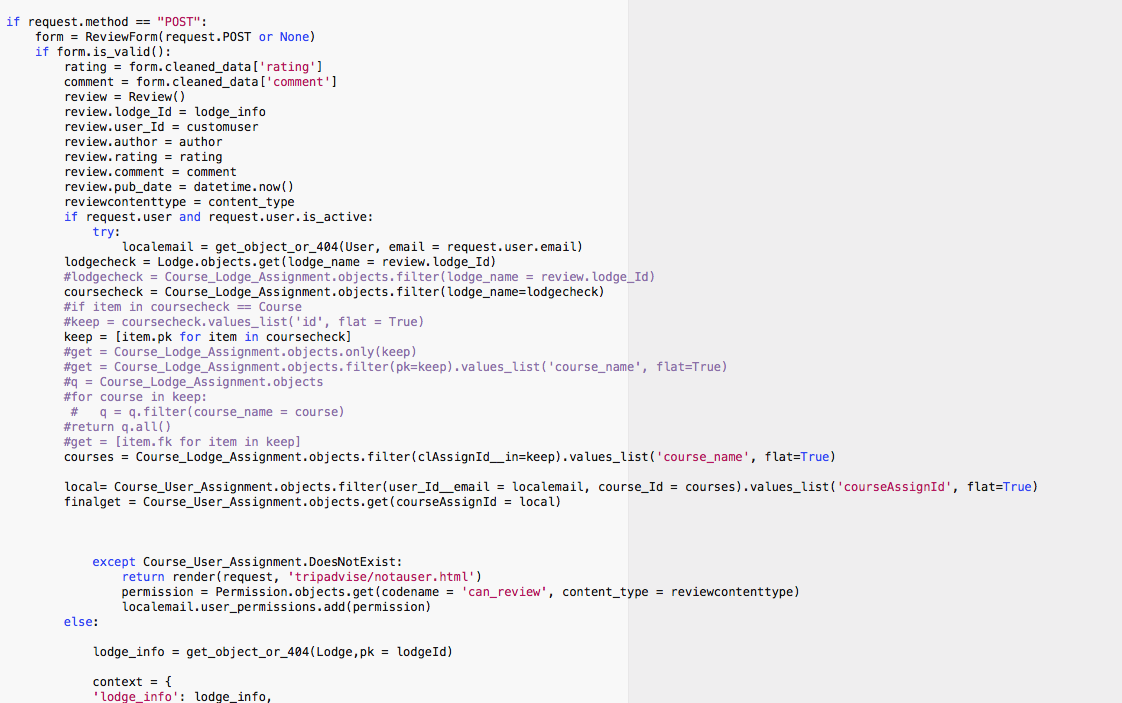 if request.method == "POST":
    form = ReviewForm(request.POST or None)
    if form.is_valid():
        rating = form.cleaned_data['rating']
        comment = form.cleaned_data['comment']
        review = Review()
        review.lodge_Id = lodge_info
        review.user_Id = customuser
        review.author = author
        review.rating = rating
        review.comment = comment
        review.pub_date = datetime.now()
        reviewcontenttype = content_type
        if request.user and request.user.is_active:
            try:
                localemail = get_object_or_404(User, email = request.user.email)
        lodgecheck = Lodge.objects.get(lodge_name = review.lodge_Id)
        #lodgecheck = Course_Lodge_Assignment.objects.filter(lodge_name = review.lodge_Id)
        coursecheck = Course_Lodge_Assignment.objects.filter(lodge_name=lodgecheck)
        #if item in coursecheck == Course
        #keep = coursecheck.values_list('id', flat = True)
        keep = [item.pk for item in coursecheck]
        #get = Course_Lodge_Assignment.objects.only(keep)
        #get = Course_Lodge_Assignment.objects.filter(pk=keep).values_list('course_name', flat=True)
        #q = Course_Lodge_Assignment.objects
        #for course in keep:
         #   q = q.filter(course_name = course)
        #return q.all()
        #get = [item.fk for item in keep]
        courses = Course_Lodge_Assignment.objects.filter(clAssignId__in=keep).values_list('course_name', flat=True)
        local= Course_User_Assignment.objects.filter(user_Id__email = localemail, course_Id = courses).values_list('courseAssignId', flat=True)
        finalget = Course_User_Assignment.objects.get(courseAssignId = local)
            except Course_User_Assignment.DoesNotExist:
                return render(request, 'tripadvise/notauser.html')
                permission = Permission.objects.get(codename = 'can_review', content_type = reviewcontenttype)
                localemail.user_permissions.add(permission)
        else:
            lodge_info = get_object_or_404(Lodge,pk = lodgeId)
            context = {
            'lodge_info': lodge_info,